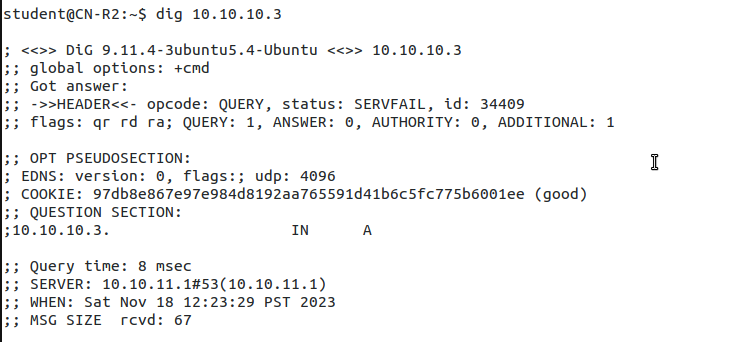 student@CN-R2:~$ dig 10.10.10.3
; <<>> DiG 9.11.4-3ubuntu5.4-Ubuntu <<>> 10.10.10.3
;; global options: +cmd
;; Got answer:
;; ->>HEADER<<- opcode: QUERY, status: SERVFAIL, id: 34409
;; flags: qr rd ra; QUERY: 1, ANSWER: 0, AUTHORITY: 0, ADDITIONAL: 1
;; OPT PSEUDOSECTION:
; EDNS: version: 0, flags:; udp: 4096
; COOKIE: 97db8e867e97e984d8192aa765591d41b6c5fc775b6001ee (good)
;; QUESTION SECTION:
;10.10.10.3. IN A
;; Query time: 8 msec
;; SERVER: 10.10.11.1#53(10.10.11.1)
;; WHEN: Sat Nov 18 12:23:29 PST 2023
;; MSG SIZE rcvd: 67